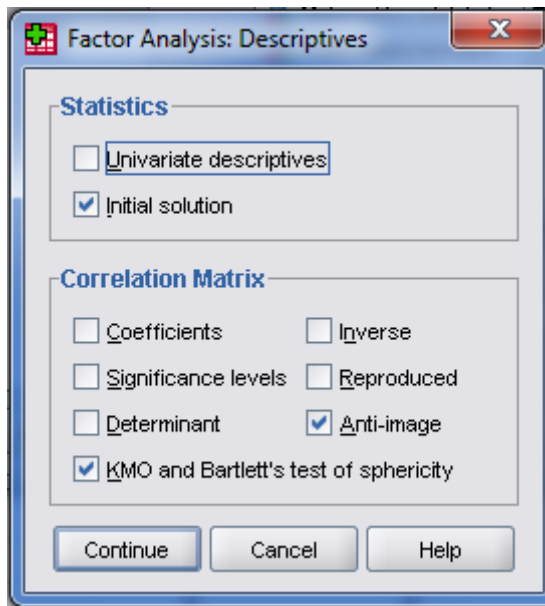 Factor Analysis: Descriptives
Statistics
Univariate descriptives
Initial solution
Correlation Matrix
Coefficients
Inverse
Significance levels
Reproduced
Determinant
Anti-image
KMO and Bartlett's test of sphericity
Continue
Cancel
Help